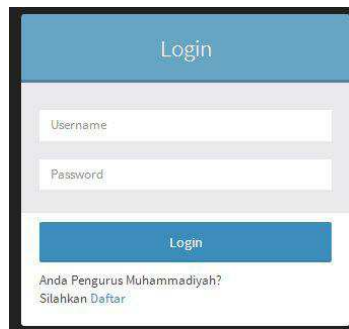 Login
Username
Password
Login
Anda Pengurus Muhammadiyah?
Silahkan Daftar